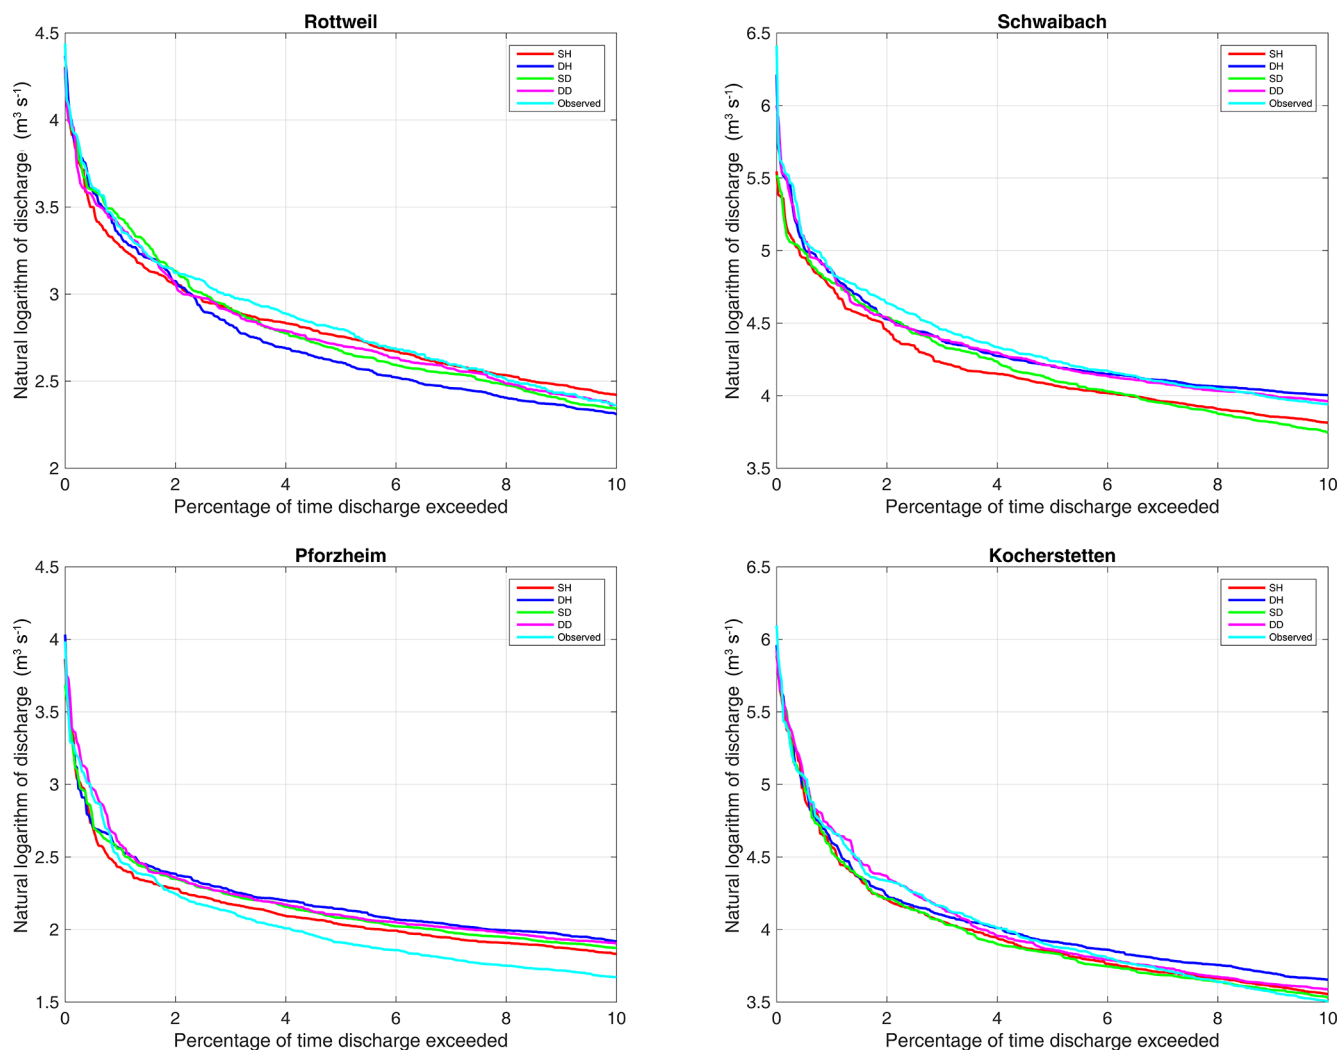 Rottweil
Natural logarithm of discharge (m³ s⁻¹)
4.5
4
3.5
3
2.5
2
0 2 4 6 8 10
Percentage of time discharge exceeded
SH
DH
SD
DD
Observed
Schwaibach
Natural logarithm of discharge (m³ s⁻¹)
6.5
6
5.5
5
4.5
4
3.5
0 2 4 6 8 10
Percentage of time discharge exceeded
SH
DH
SD
DD
Observed
Pforzheim
Natural logarithm of discharge (m³ s⁻¹)
4.5
4
3.5
3
2.5
2
1.5
0 2 4 6 8 10
Percentage of time discharge exceeded
SH
DH
SD
DD
Observed
Kocherstetten
Natural logarithm of discharge (m³ s⁻¹)
6.5
6
5.5
5
4.5
4
3.5
0 2 4 6 8 10
Percentage of time discharge exceeded
SH
DH
SD
DD
Observed